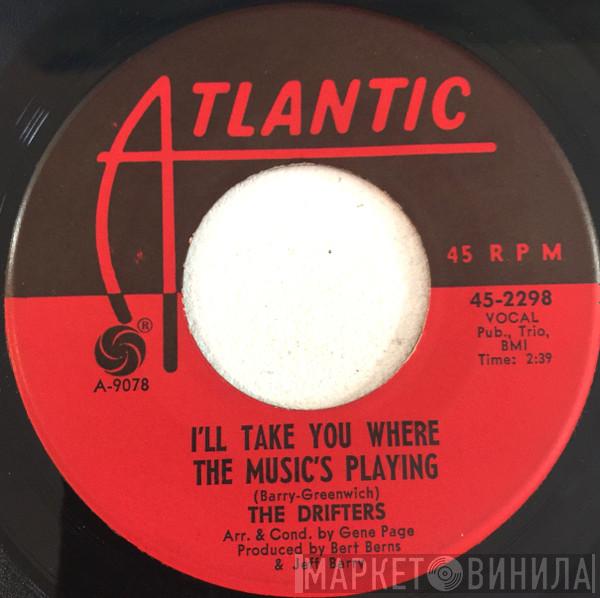 ATLANTIC
45 RPM
45-2298
VOCAL
Pub., Trio,
BMI
Time: 2:39
®
A-9078
I'LL TAKE YOU WHERE
THE MUSIC'S PLAYING
(Barry-Greenwich)
THE DRIFTERS
Arr. & Cond. by Gene Page
Produced by Bert Berns
& Jeff Barry
МАРКЕТ ВИНИЛА